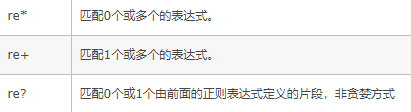 re* 匹配0个或多个的表达式。
re+ 匹配1个或多个的表达式。
re? 匹配0个或1个由前面的正则表达式定义的片段，非贪婪方式